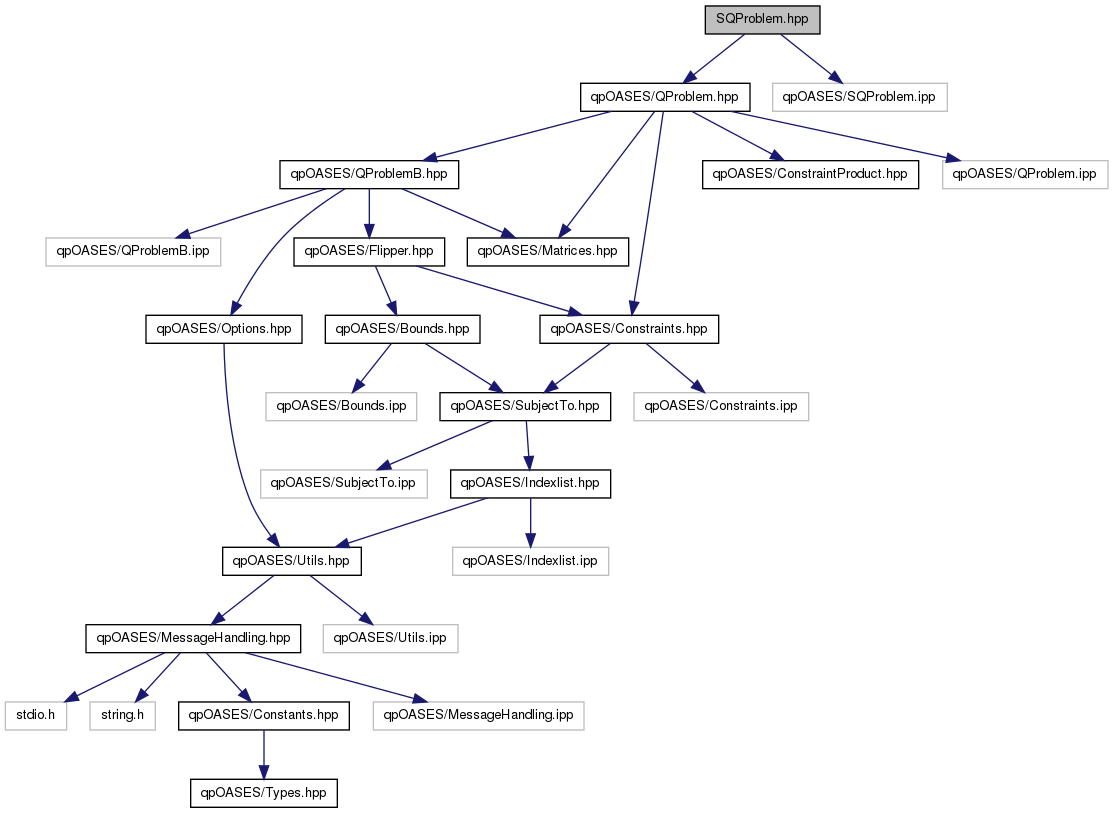 SQProblem.hpp
qpOASES/QProblem.hpp
qpOASES/SQProblem.ipp
qpOASES/QProblemB.hpp
qpOASES/ConstraintProduct.hpp
qpOASES/QProblem.ipp
qpOASES/QProblemB.ipp
qpOASES/Flipper.hpp
qpOASES/Matrices.hpp
qpOASES/Options.hpp
qpOASES/Bounds.hpp
qpOASES/Constraints.hpp
qpOASES/Bounds.ipp
qpOASES/SubjectTo.hpp
qpOASES/Constraints.ipp
qpOASES/SubjectTo.ipp
qpOASES/Indexlist.hpp
qpOASES/Utils.hpp
qpOASES/Indexlist.ipp
qpOASES/MessageHandling.hpp
qpOASES/Utils.ipp
stdio.h
string.h
qpOASES/Constants.hpp
qpOASES/MessageHandling.ipp
qpOASES/Types.hpp